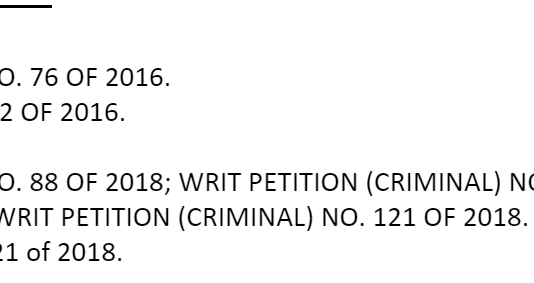 O. 76 OF 2016.
2 OF 2016.
O. 88 OF 2018; WRIT PETITION (CRIMINAL) NO
WRIT PETITION (CRIMINAL) NO. 121 OF 2018.
21 of 2018.